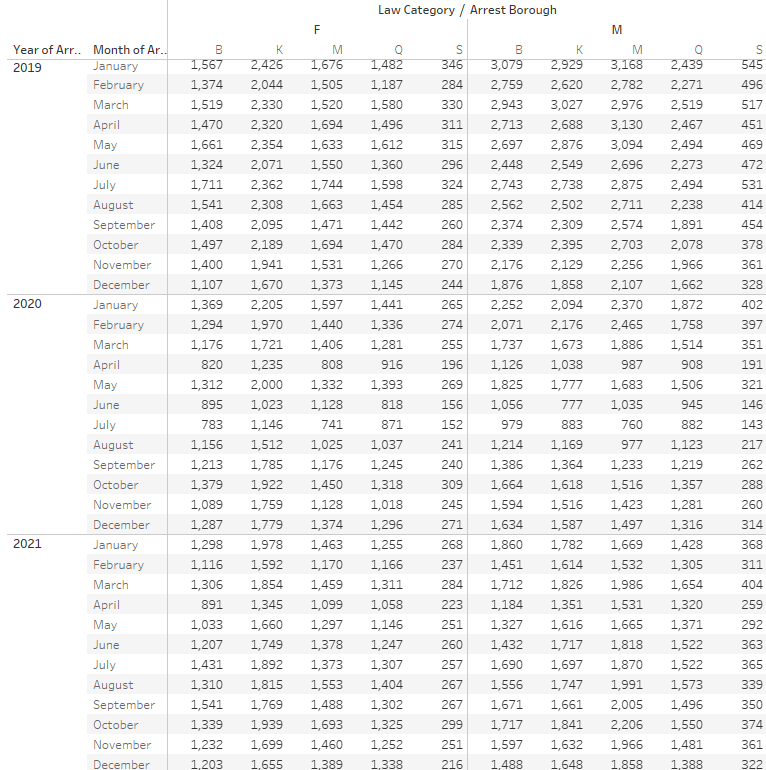 Law Category / Arrest Borough
F M
Year of Arr.. Month of Ar.. B K M Q S B K M Q S
2019 January 1,567 2,426 1,676 1,482 346 3,079 2,929 3,168 2,439 545
February 1,374 2,044 1,505 1,187 284 2,759 2,620 2,782 2,271 496
March 1,519 2,330 1,520 1,580 330 2,943 3,027 2,976 2,519 517
April 1,470 2,320 1,694 1,496 311 2,713 2,688 3,130 2,467 451
May 1,661 2,354 1,633 1,612 315 2,697 2,876 3,094 2,494 469
June 1,324 2,071 1,550 1,360 296 2,448 2,549 2,696 2,273 472
July 1,711 2,362 1,744 1,598 324 2,743 2,738 2,875 2,494 531
August 1,541 2,308 1,663 1,454 285 2,562 2,502 2,711 2,238 414
September 1,408 2,095 1,471 1,442 260 2,374 2,309 2,574 1,891 454
October 1,497 2,189 1,694 1,470 284 2,339 2,395 2,703 2,078 378
November 1,400 1,941 1,531 1,266 270 2,176 2,129 2,256 1,966 361
December 1,107 1,670 1,373 1,145 244 1,876 1,858 2,107 1,662 328
2020 January 1,369 2,205 1,597 1,441 265 2,252 2,094 2,370 1,872 402
February 1,294 1,970 1,440 1,336 274 2,071 2,176 2,465 1,758 397
March 1,176 1,721 1,406 1,281 255 1,737 1,673 1,886 1,514 351
April 820 1,235 808 916 196 1,126 1,038 987 908 191
May 1,312 2,000 1,332 1,393 269 1,825 1,777 1,683 1,506 321
June 895 1,023 1,128 818 156 1,056 777 1,035 945 146
July 783 1,146 741 871 152 979 883 760 882 143
August 1,156 1,512 1,025 1,037 241 1,214 1,169 977 1,123 217
September 1,213 1,785 1,176 1,245 240 1,386 1,364 1,233 1,219 262
October 1,379 1,922 1,450 1,318 309 1,664 1,618 1,516 1,357 288
November 1,089 1,759 1,128 1,018 245 1,594 1,516 1,423 1,281 260
December 1,287 1,779 1,374 1,296 271 1,634 1,587 1,497 1,316 314
2021 January 1,298 1,978 1,463 1,255 268 1,860 1,782 1,669 1,428 368
February 1,116 1,592 1,170 1,166 237 1,451 1,614 1,532 1,305 311
March 1,306 1,854 1,459 1,311 284 1,712 1,826 1,986 1,654 404
April 891 1,345 1,099 1,058 223 1,184 1,351 1,531 1,320 259
May 1,033 1,660 1,297 1,146 251 1,327 1,616 1,665 1,371 292
June 1,207 1,749 1,378 1,247 260 1,432 1,717 1,818 1,522 363
July 1,431 1,892 1,373 1,307 257 1,690 1,697 1,870 1,522 365
August 1,310 1,815 1,553 1,404 267 1,556 1,747 1,991 1,573 339
September 1,541 1,769 1,488 1,302 267 1,671 1,661 2,005 1,496 350
October 1,339 1,939 1,693 1,325 299 1,717 1,841 2,206 1,550 374
November 1,232 1,699 1,460 1,252 251 1,597 1,632 1,966 1,481 361
December 1,203 1,655 1,389 1,338 216 1,488 1,648 1,858 1,388 322